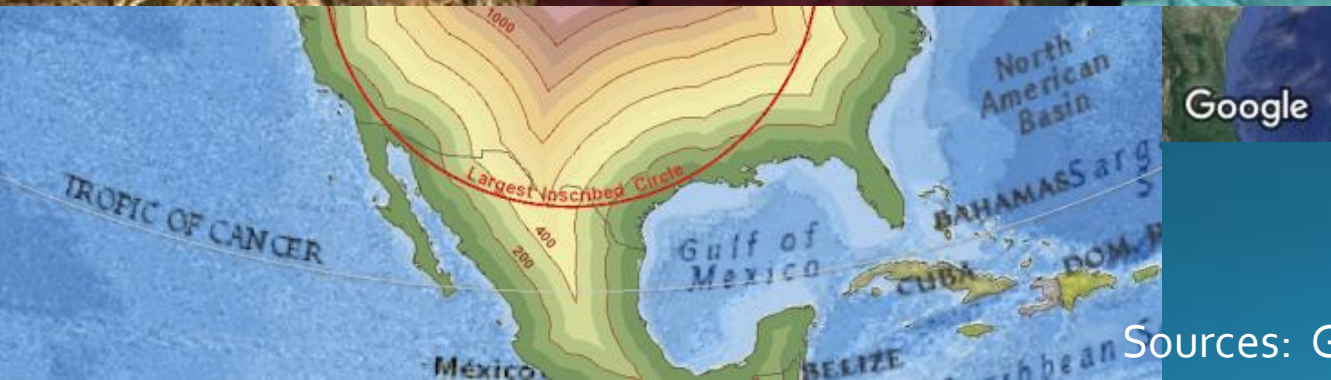 1000
North
American
Basin
Google
Largest Inscribed Circle
TROPIC OF CANCER
BAHAMAS
Sarg
S
400
200
Gulf of
Mexico
CUBA
DOM. R
Sources: G
México
BELIZE